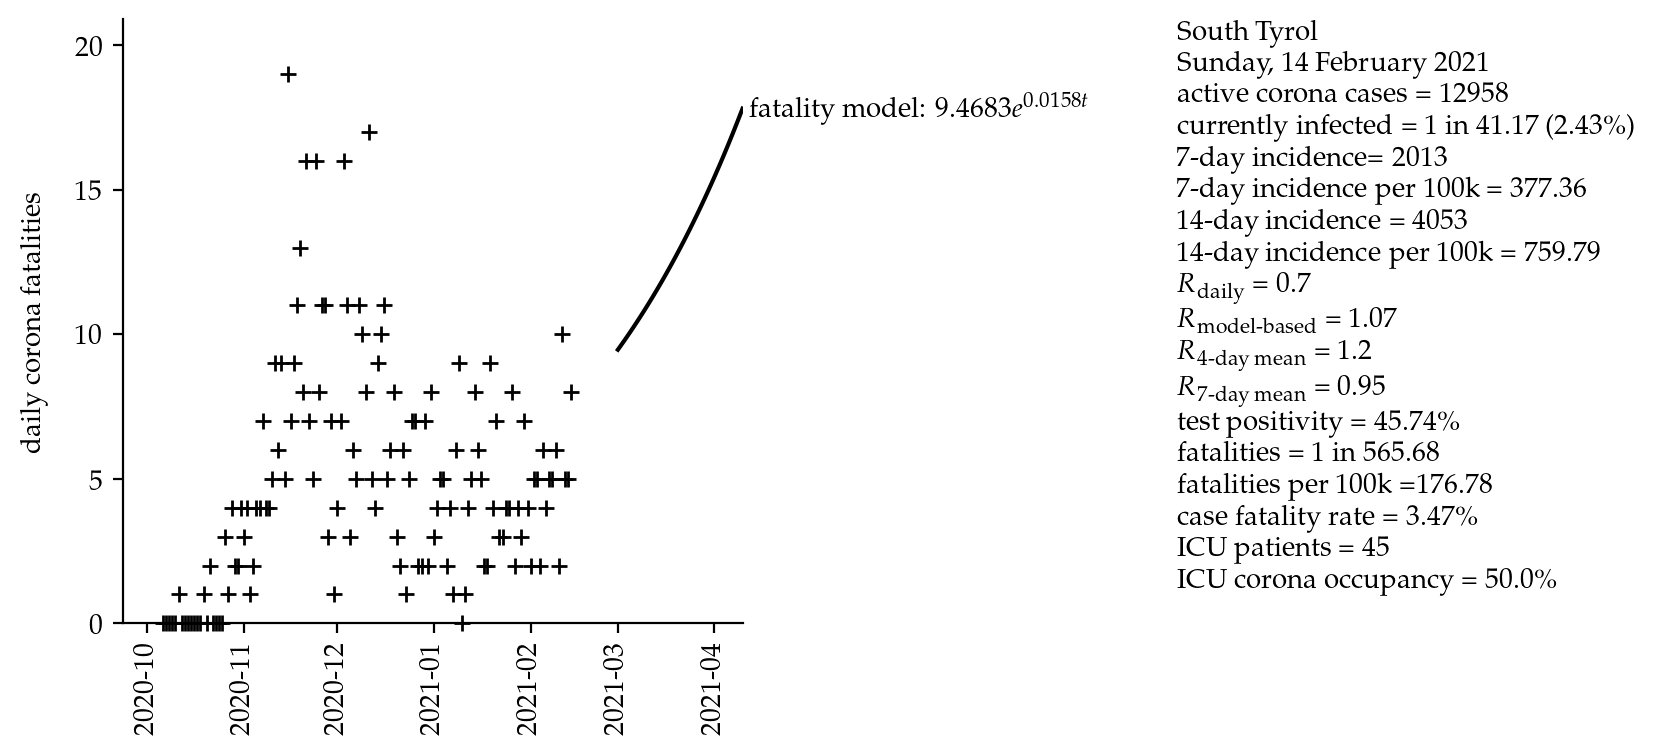 20
15
10
5
0
daily corona fatalities
2020-10
2020-11
2020-12
2021-01
2021-02
2021-03
2021-04
fatality model: 9.4683e^0.0158t
South Tyrol
Sunday, 14 February 2021
active corona cases = 12958
currently infected = 1 in 41.17 (2.43%)
7-day incidence= 2013
7-day incidence per 100k = 377.36
14-day incidence = 4053
14-day incidence per 100k = 759.79
R daily = 0.7
R model-based = 1.07
R 4-day mean = 1.2
R 7-day mean = 0.95
test positivity = 45.74%
fatalities = 1 in 565.68
fatalities per 100k =176.78
case fatality rate = 3.47%
ICU patients = 45
ICU corona occupancy = 50.0%